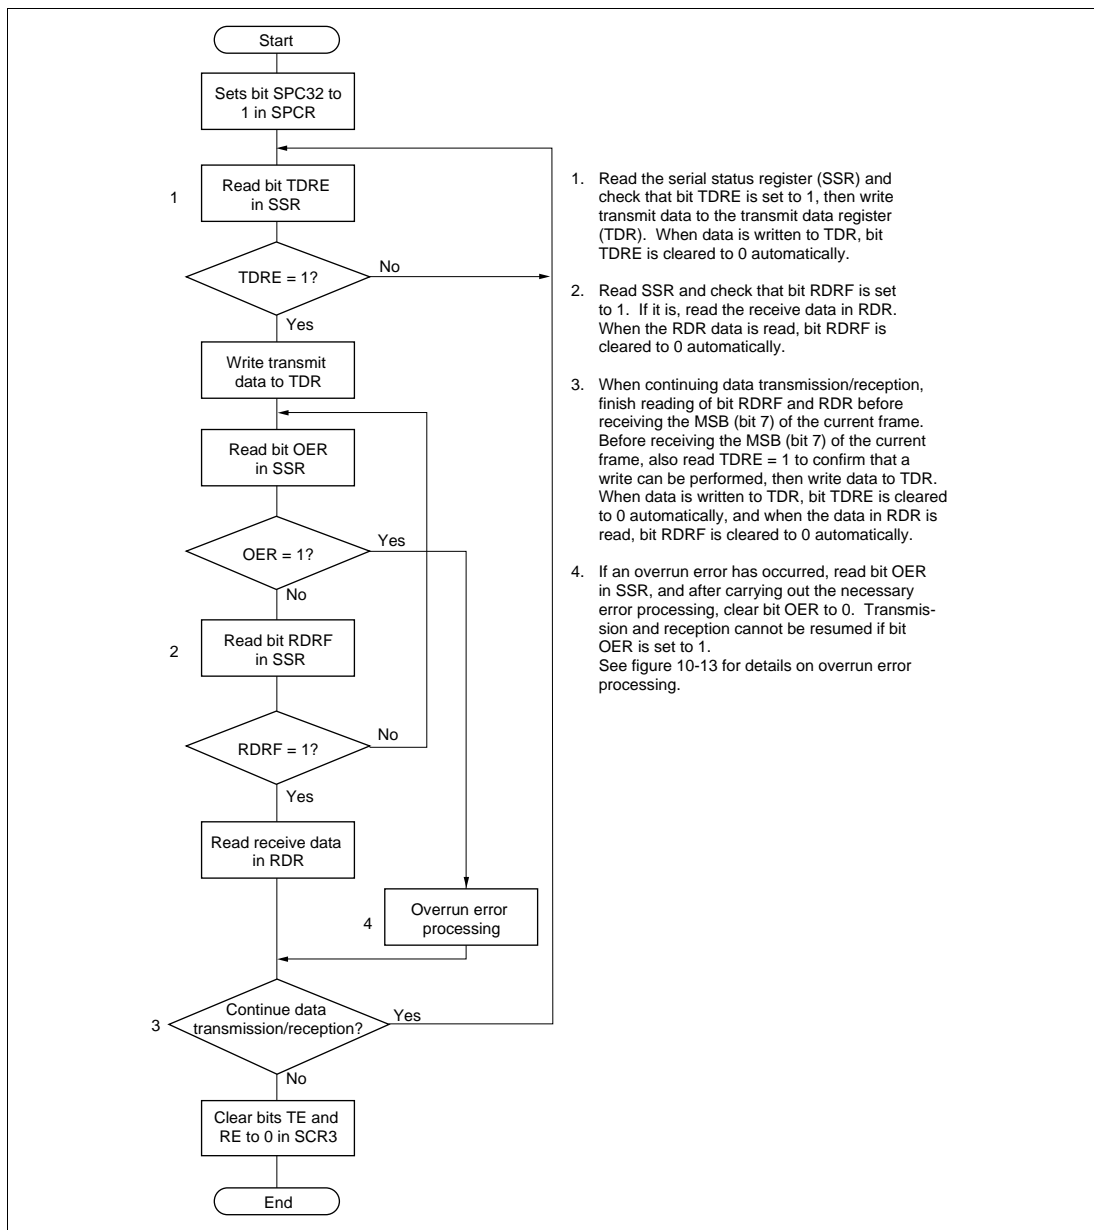 Start
Sets bit SPC32 to
1 in SPCR
1
Read bit TDRE
in SSR
TDRE = 1?
No
Yes
Write transmit
data to TDR
Read bit OER
in SSR
OER = 1?
Yes
No
2
Read bit RDRF
in SSR
RDRF = 1?
No
Yes
Read receive data
in RDR
4
Overrun error
processing
3
Continue data
transmission/reception?
Yes
No
Clear bits TE and
RE to 0 in SCR3
End
1. Read the serial status register (SSR) and
check that bit TDRE is set to 1, then write
transmit data to the transmit data register
(TDR). When data is written to TDR, bit
TDRE is cleared to 0 automatically.
2. Read SSR and check that bit RDRF is set
to 1. If it is, read the receive data in RDR.
When the RDR data is read, bit RDRF is
cleared to 0 automatically.
3. When continuing data transmission/reception,
finish reading of bit RDRF and RDR before
receiving the MSB (bit 7) of the current frame.
Before receiving the MSB (bit 7) of the current
frame, also read TDRE = 1 to confirm that a
write can be performed, then write data to TDR.
When data is written to TDR, bit TDRE is cleared
to 0 automatically, and when the data in RDR is
read, bit RDRF is cleared to 0 automatically.
4. If an overrun error has occurred, read bit OER
in SSR, and after carrying out the necessary
error processing, clear bit OER to 0. Transmis-
sion and reception cannot be resumed if bit
OER is set to 1.
See figure 10-13 for details on overrun error
processing.